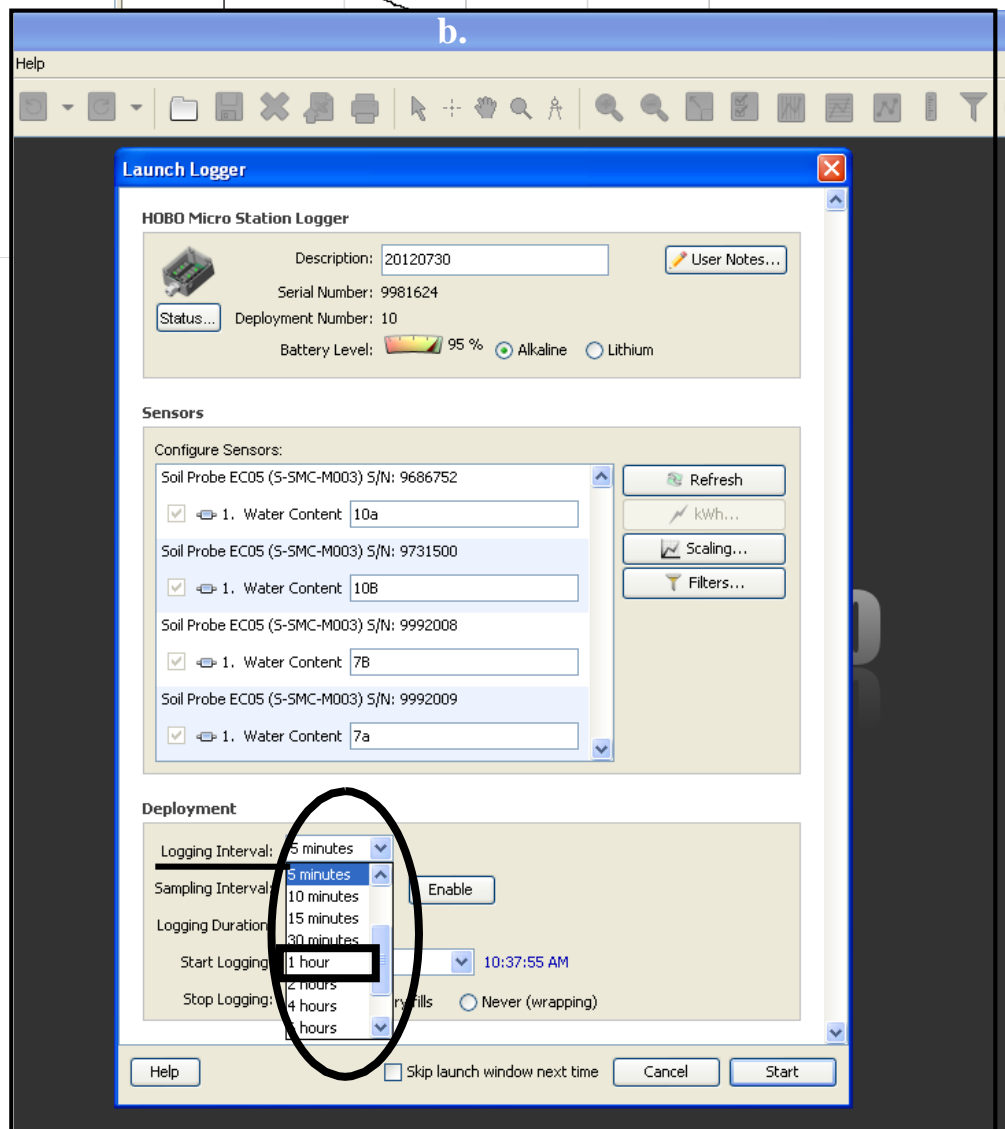 b.
Help
Launch Logger
HOBO Micro Station Logger
Description: 20120730
User Notes...
Serial Number: 9981624
Status...
Deployment Number: 10
Battery Level: 95 % Alkaline Lithium
Sensors
Configure Sensors:
Soil Probe EC05 (S-SMC-M003) S/N: 9686752
1. Water Content 10a
Soil Probe EC05 (S-SMC-M003) S/N: 9731500
1. Water Content 10B
Soil Probe EC05 (S-SMC-M003) S/N: 9992008
1. Water Content 7B
Soil Probe EC05 (S-SMC-M003) S/N: 9992009
1. Water Content 7a
Refresh
kWh...
Scaling...
Filters...
Deployment
Logging Interval: 5 minutes
5 minutes
10 minutes
15 minutes
30 minutes
1 hour
2 hours
4 hours
hours
Sampling Interval:
Enable
Logging Duration
Start Logging:
10:37:55 AM
Stop Logging:
fills
Never (wrapping)
Help
Skip launch window next time
Cancel
Start